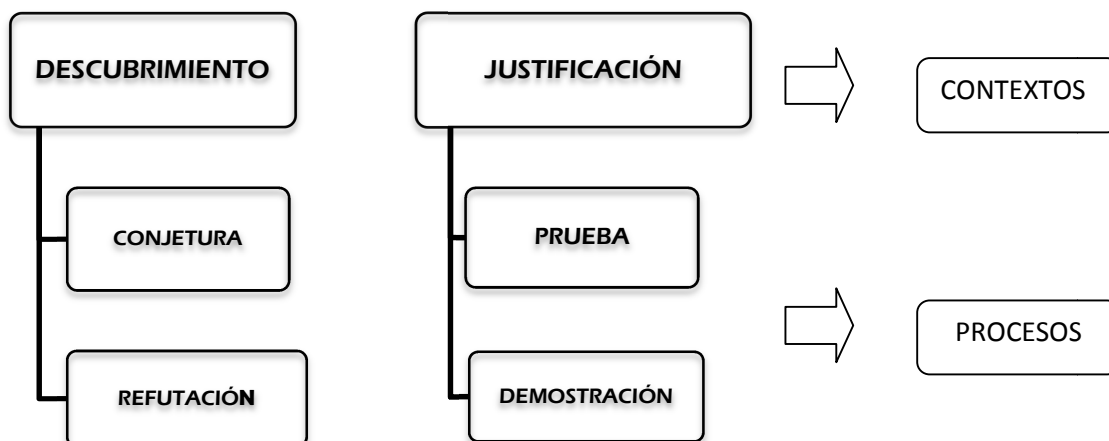 DESCUBRIMIENTO
JUSTIFICACIÓN
CONTEXTOS
CONJETURA
PRUEBA
PROCESOS
REFUTACIÓN
DEMOSTRACIÓN